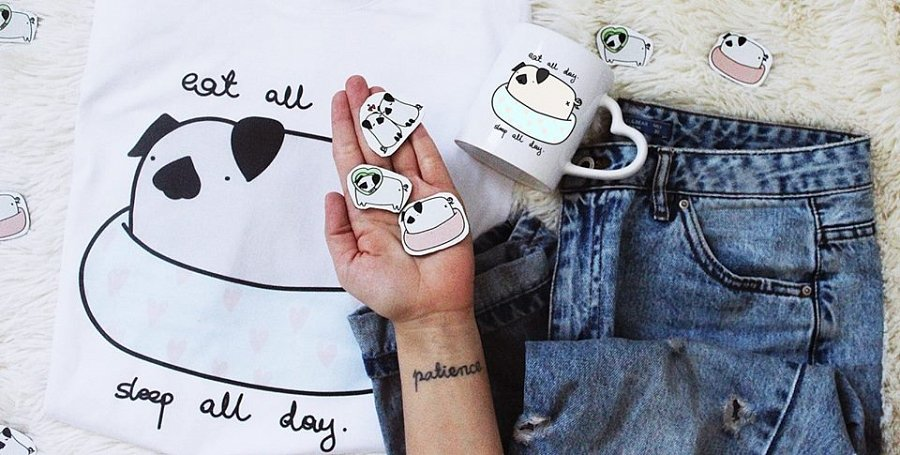 eat all
sleep all day.
eat all day
sleep all day.
patience